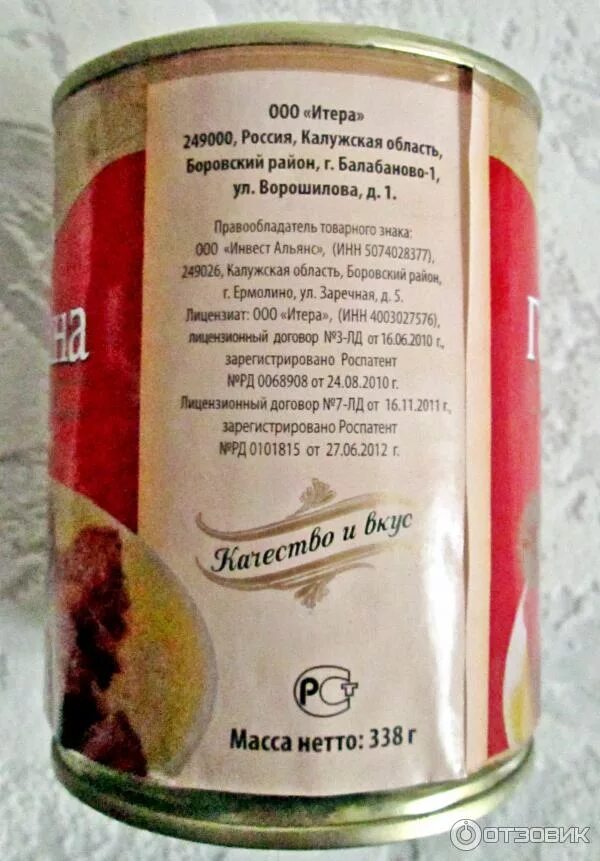 ООО «Итера»
249000, Россия, Калужская область,
Боровский район, г. Балабаново-1,
ул. Ворошилова, д. 1.
Правообладатель товарного знака:
ООО «Инвест Альянс», (ИНН 5074028377),
249026, Калужская область, Боровский район,
г. Ермолино, ул. Заречная, д. 5.
Лицензиат: ООО «Итера», (ИНН 4003027576),
лицензионный договор №3-ЛД от 16.06.2010 г.,
зарегистрировано Роспатент
№РД 0068908 от 24.08.2010 г.
Лицензионный договор №7-ЛД от 16.11.2011 г.,
зарегистрировано Роспатент
№РД 0101815 от 27.06.2012 г.
на
Г
Качество и вкус
РСТ
Масса нетто: 338 г
ОТЗОВИК